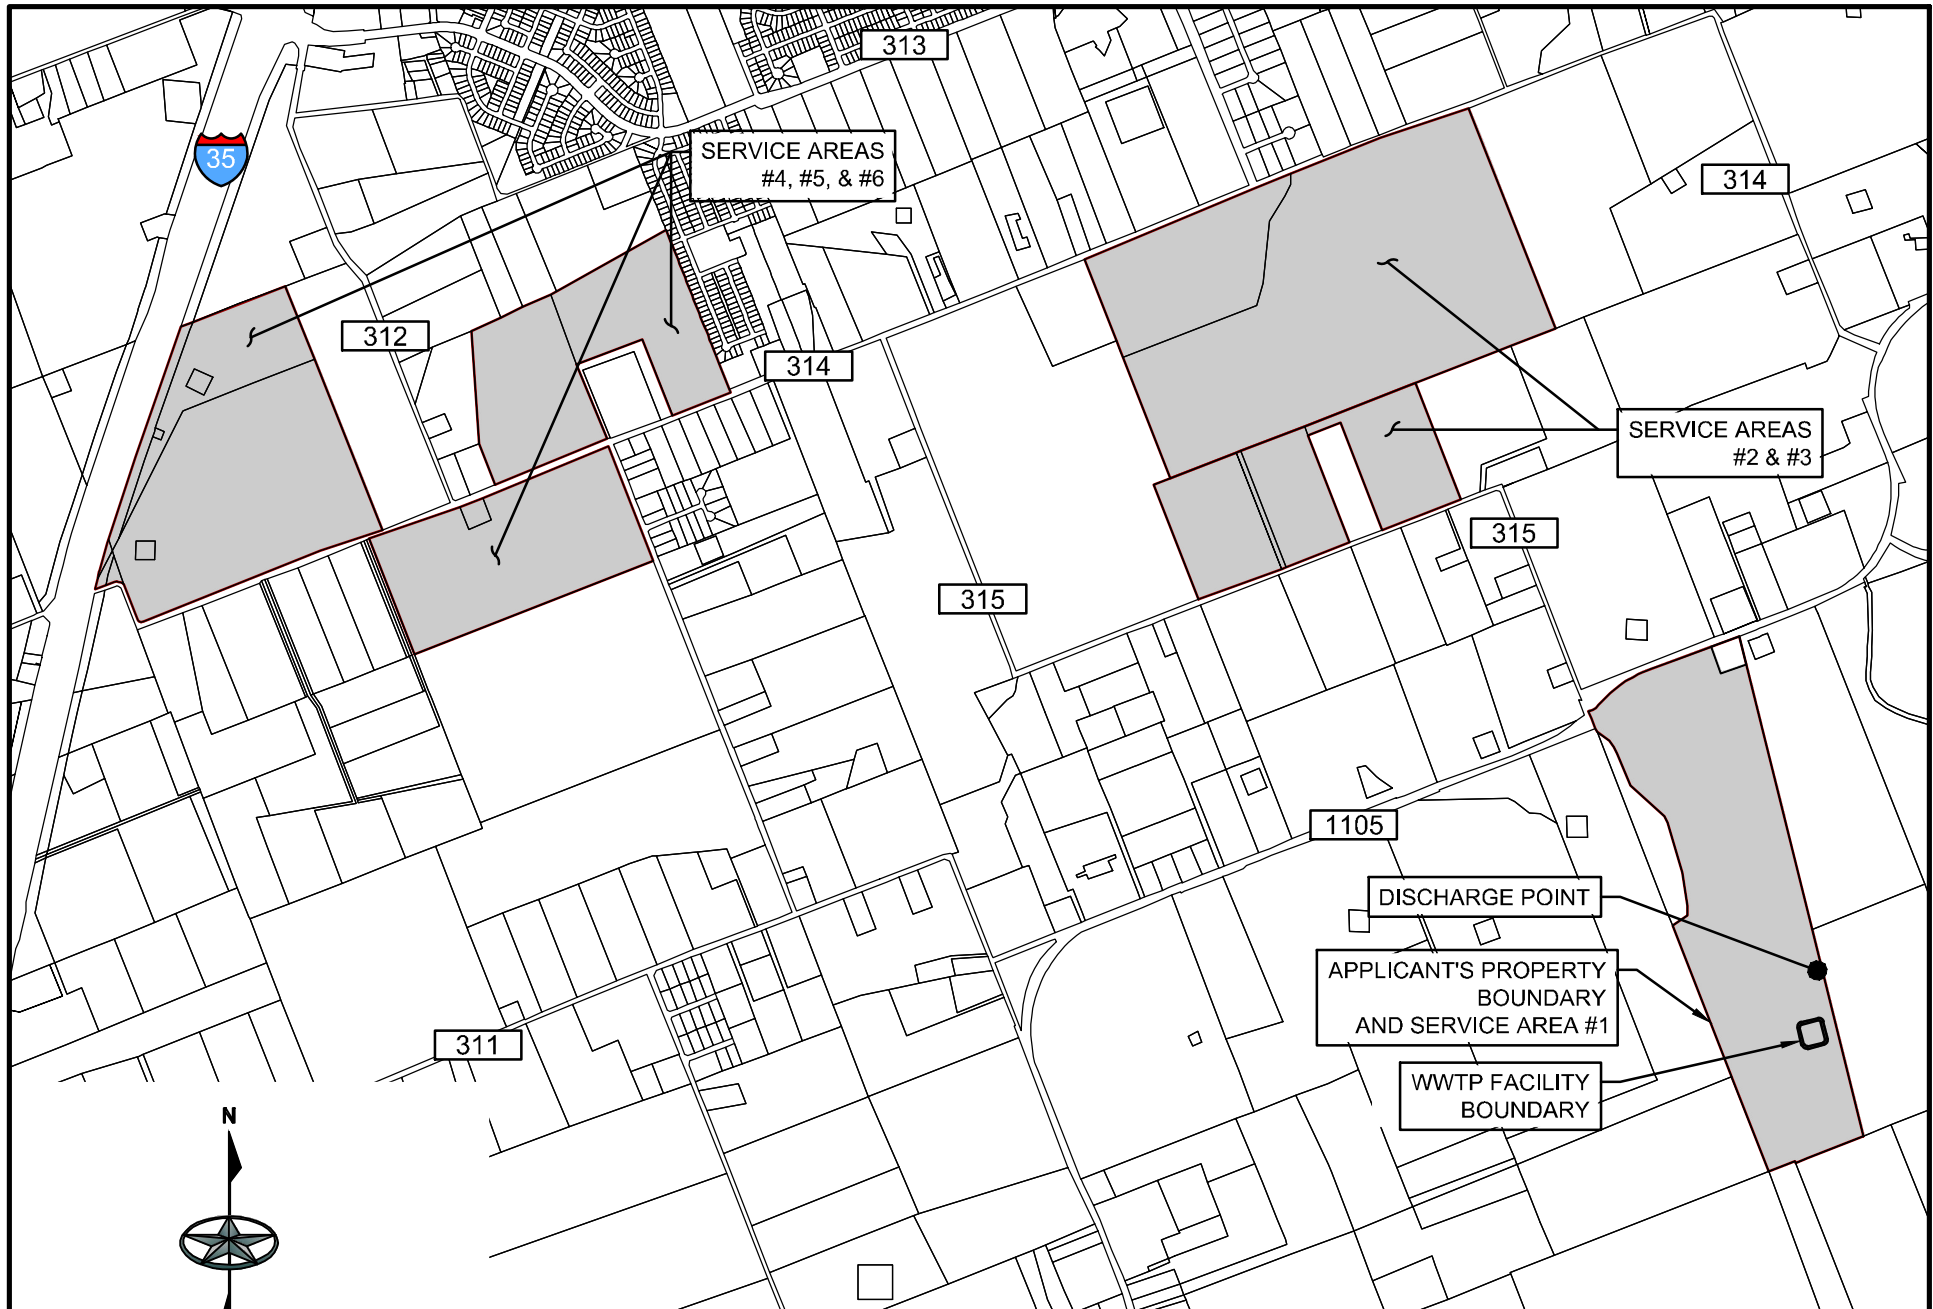 313
35
SERVICE AREAS
#4, #5, & #6
314
312
314
SERVICE AREAS
#2 & #3
315
315
1105
DISCHARGE POINT
APPLICANT'S PROPERTY
BOUNDARY
AND SERVICE AREA #1
311
WWTP FACILITY
BOUNDARY
N